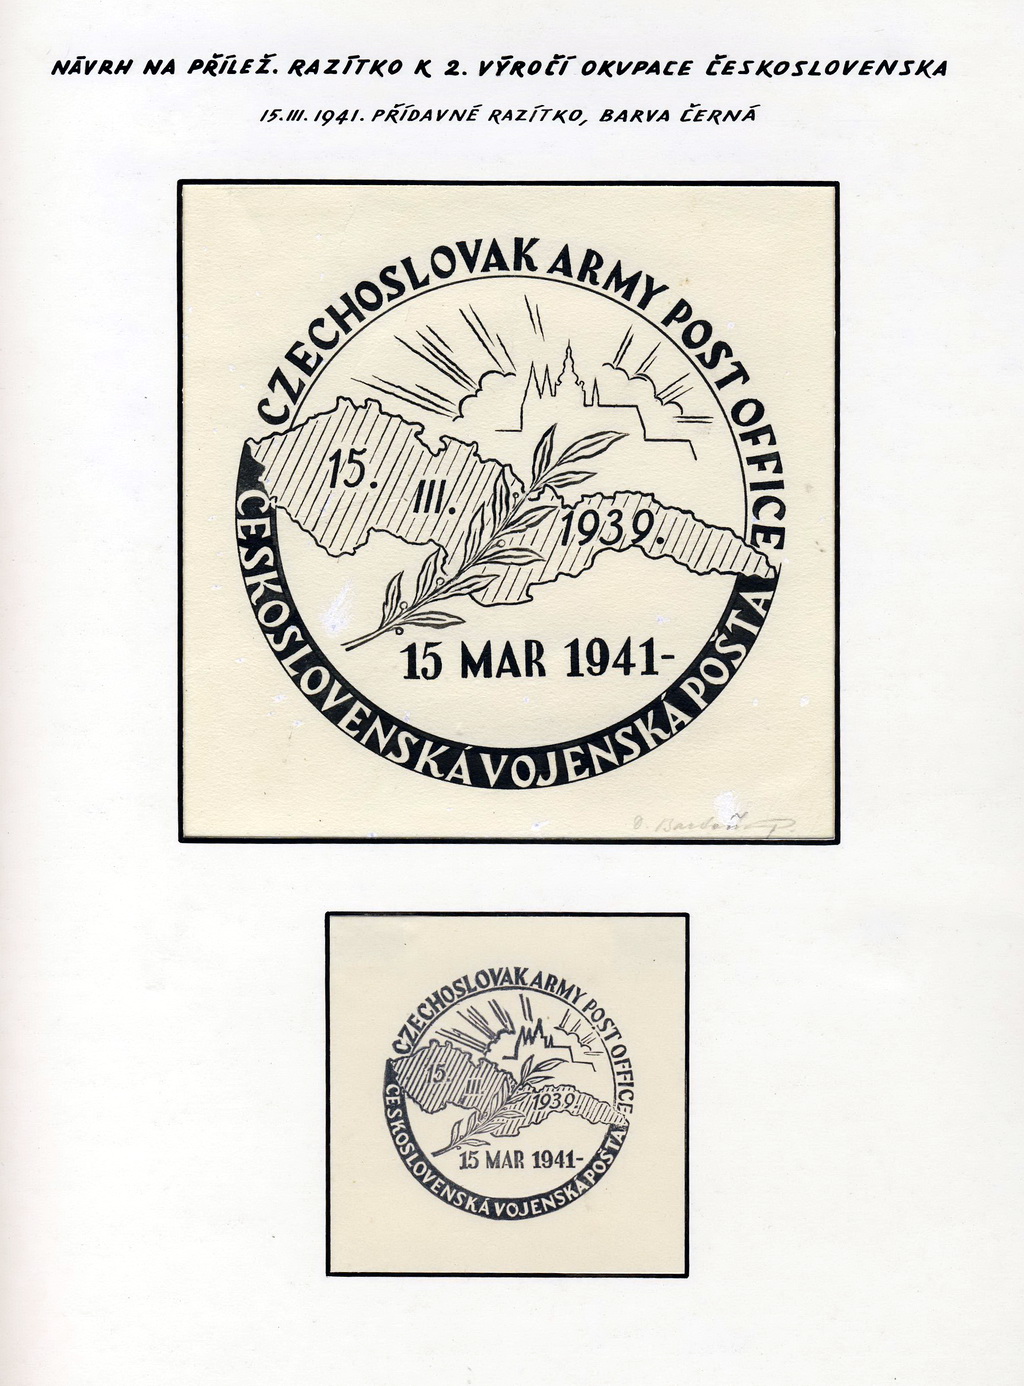 NÁVRH NA PŘÍLEŽ. RAZÍTKO K 2. VÝROČÍ OKUPACE ČESKOSLOVENSKA
15.III.1941. PŘÍDAVNÉ RAZÍTKO, BARVA ČERNÁ
CZECHOSLOVAK ARMY POST OFFICE
15. III. 1939.
15 MAR 1941-
ČESKOSLOVENSKÁ VOJENSKÁ POŠTA
CZECHOSLOVAK ARMY POST OFFICE
15. III. 1939.
15 MAR 1941-
ČESKOSLOVENSKÁ VOJENSKÁ POŠTA